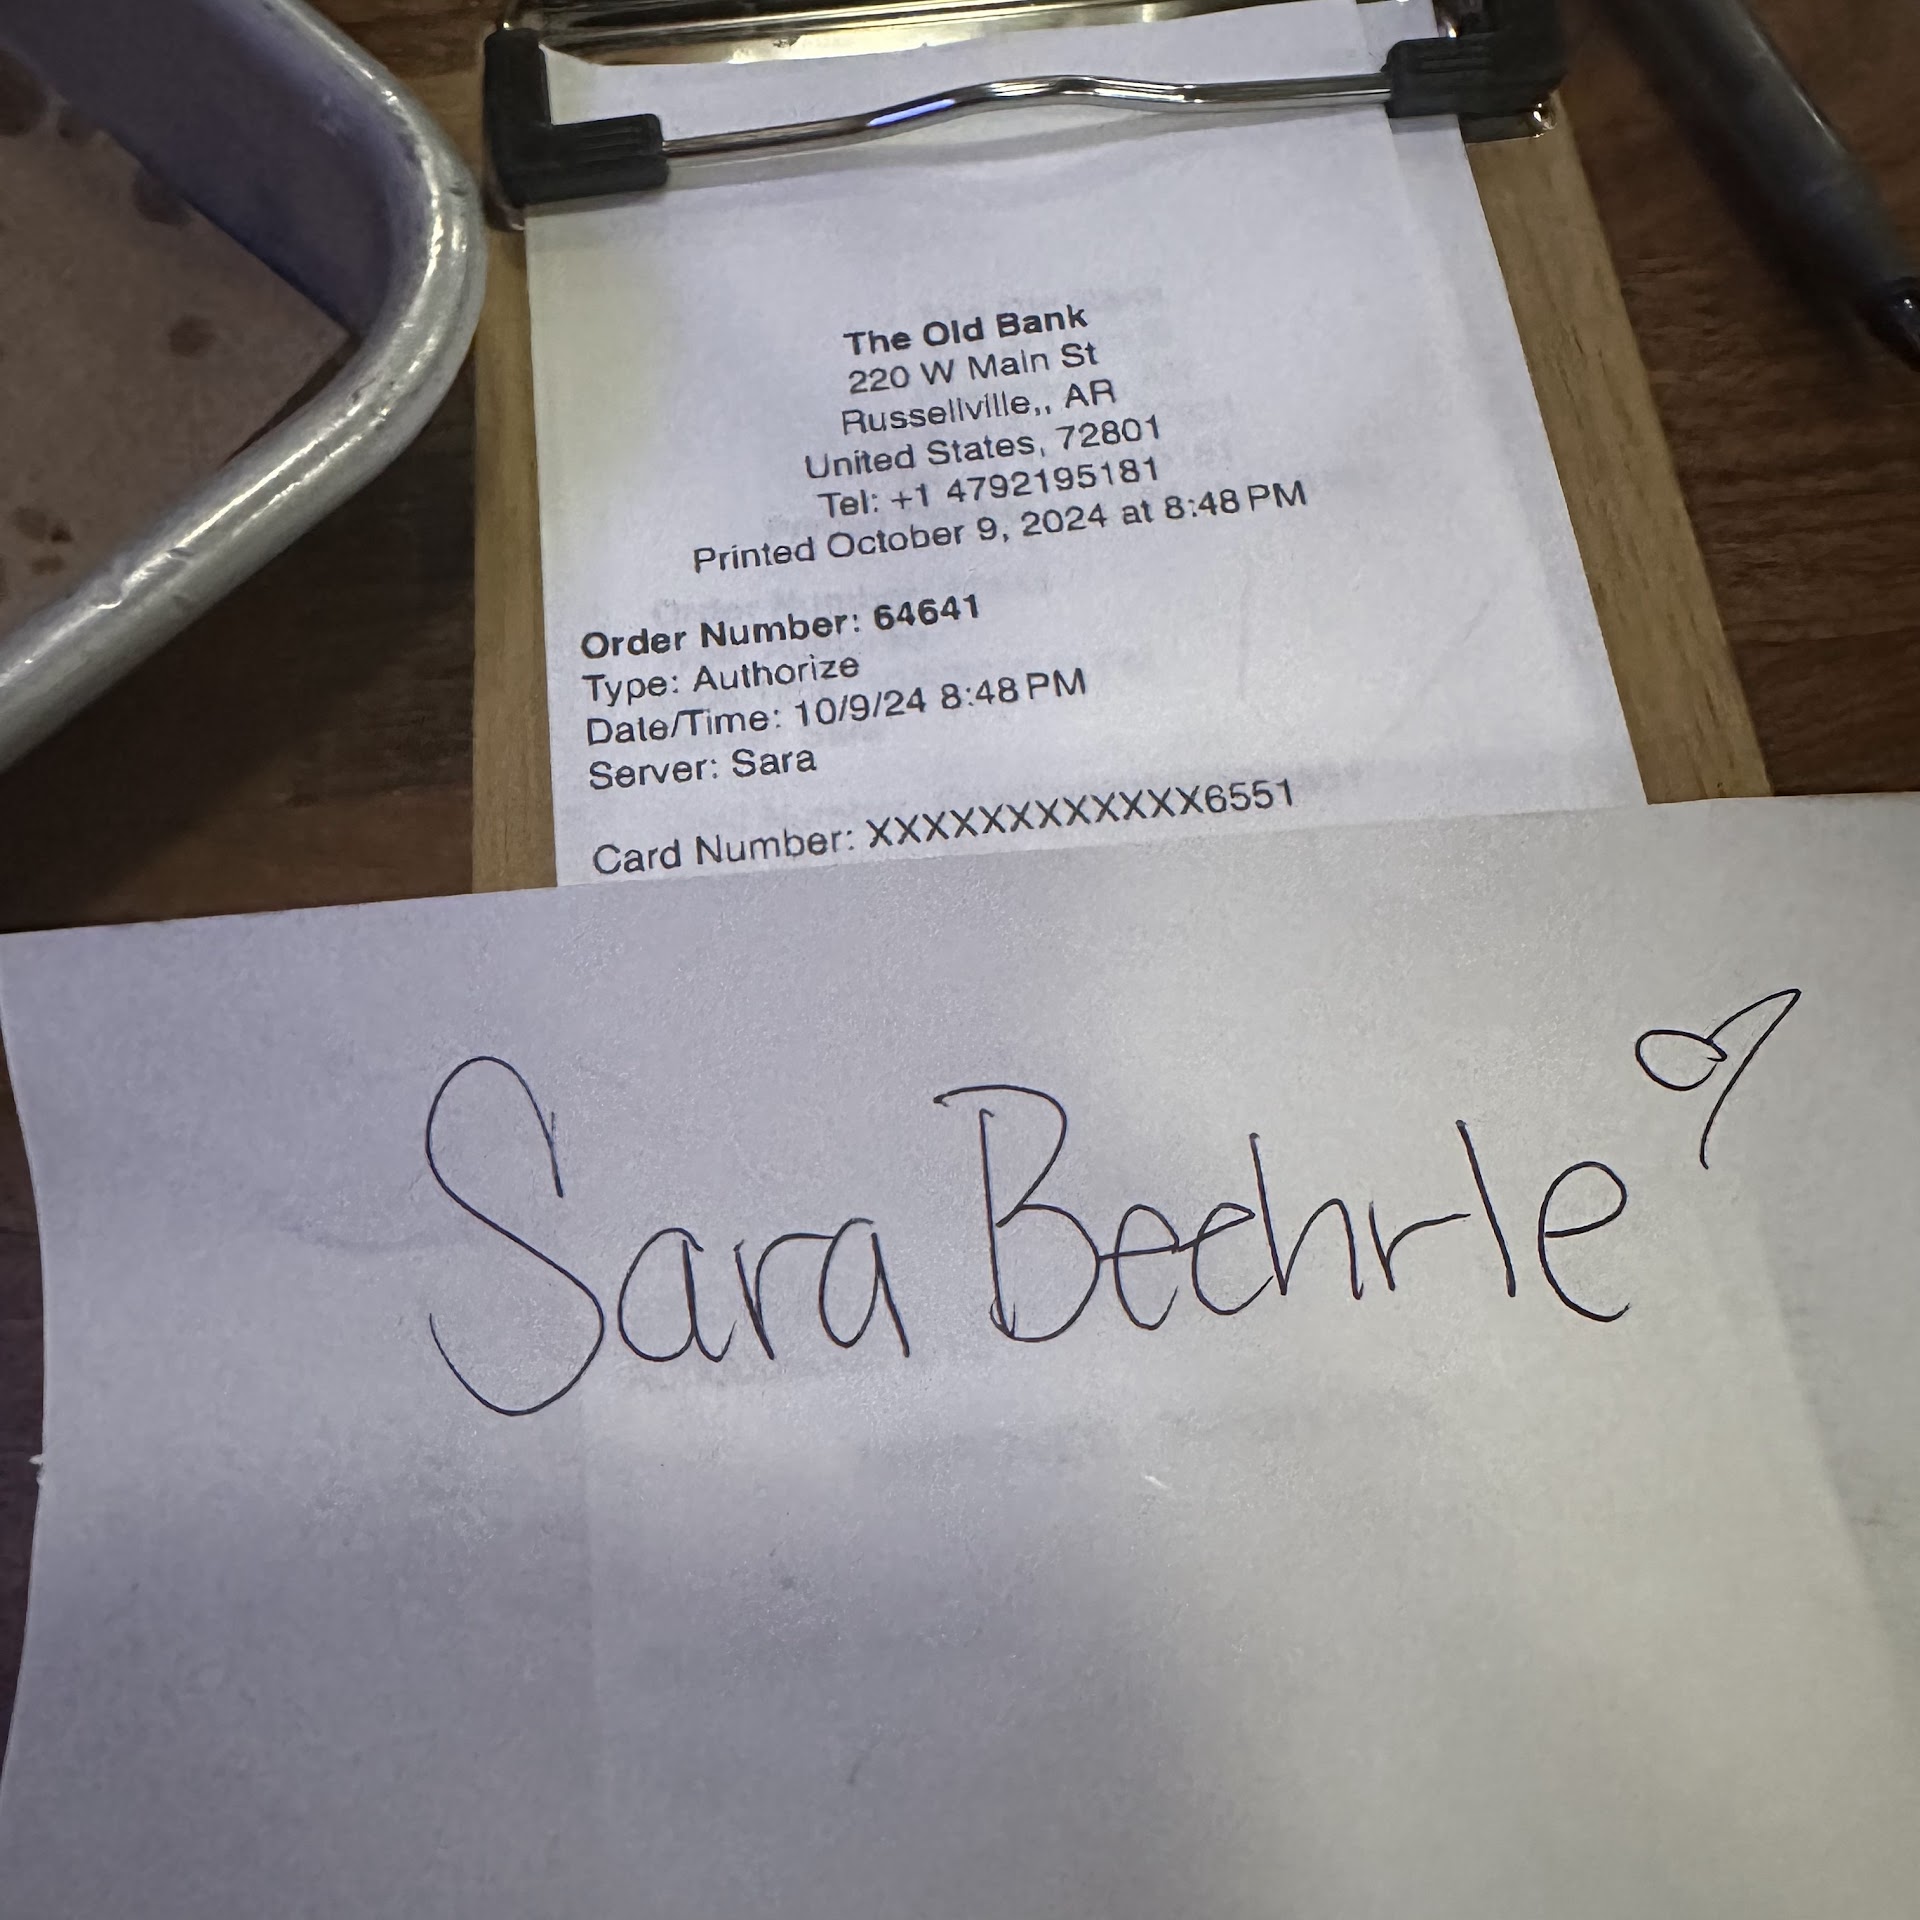 The Old Bank
220 W Main St
Russellville,, AR
United States, 72801
Tel: +1 4792195181
Printed October 9, 2024 at 8:48 PM
Order Number: 64641
Type: Authorize
Date/Time: 10/9/24 8:48 PM
Server: Sara
Card Number: XXXXXXXXXXXX6551
Sara Beehrle